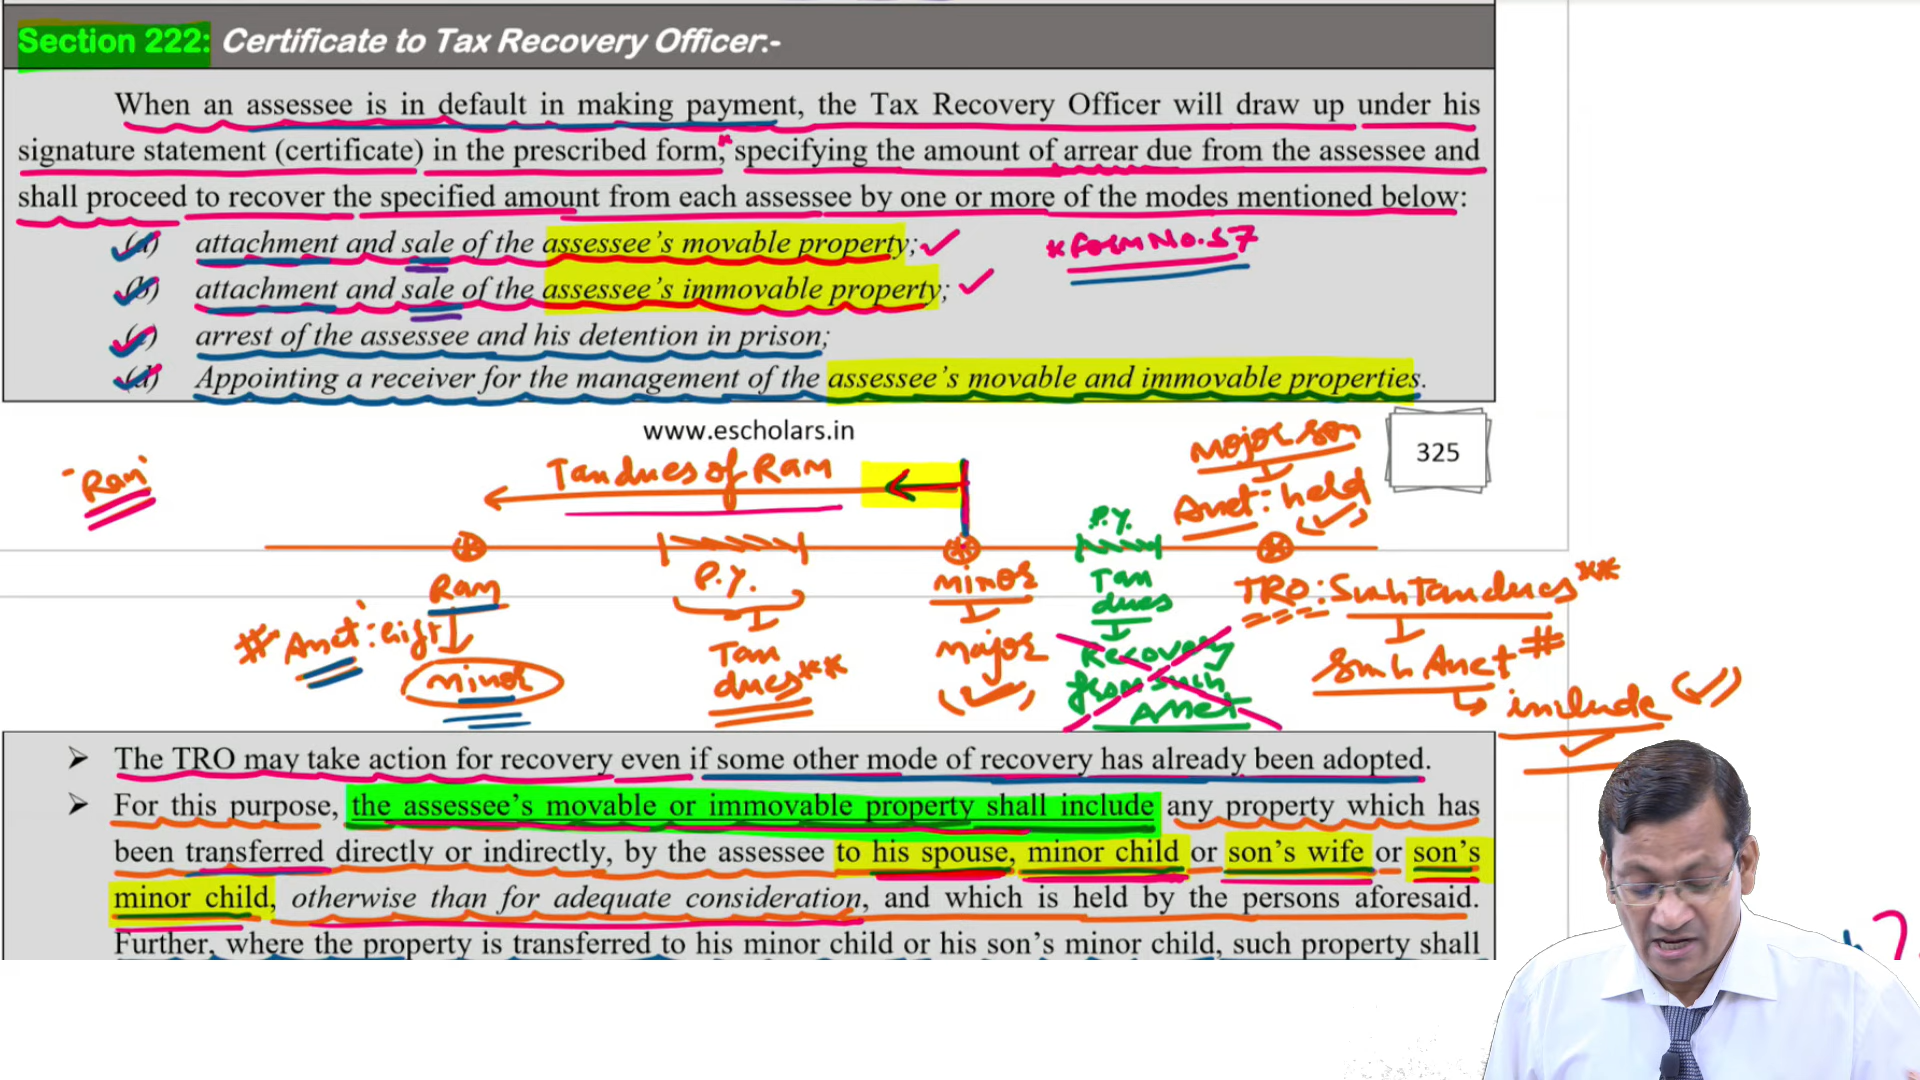 Section 222: Certificate to Tax Recovery Officer:-
When an assessee is in default in making payment, the Tax Recovery Officer will draw up under his
signature statement (certificate) in the prescribed form,* specifying the amount of arrear due from the assessee and
shall proceed to recover the specified amount from each assessee by one or more of the modes mentioned below:
(a) attachment and sale of the assessee's movable property;
*Form No. 57
(b) attachment and sale of the assessee's immovable property;
(c) arrest of the assessee and his detention in prison;
(d) Appointing a receiver for the management of the assessee's movable and immovable properties.
www.escholars.in
325
"Ram"
Tax dues of Ram
Major son
Asset: held
P.Y.
Ram
P.Y.
Minor
Tax
dues
TRO: Such Tax dues**
# Asset: Gift
Minor
Tax
dues**
Major
Recovery
from such
Asset
Such Asset #
include
➢ The TRO may take action for recovery even if some other mode of recovery has already been adopted.
➢ For this purpose, the assessee's movable or immovable property shall include any property which has
been transferred directly or indirectly, by the assessee to his spouse, minor child or son's wife or son's
minor child, otherwise than for adequate consideration, and which is held by the persons aforesaid.
Further, where the property is transferred to his minor child or his son's minor child, such property shall